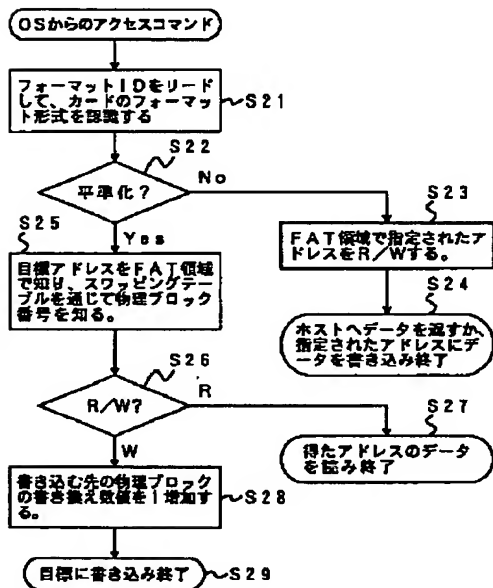 OSからのアクセスコマンド
フォーマットIDをリード
して、カードのフォーマッ
ト形式を認識する
S21
S22
平準化?
No
Yes
S23
FAT領域で指定された
アドレスをR/Wする。
S24
ホストへデータを返すか、
指定されたアドレスにデ
ータを書き込み終了
S25
目標アドレスをFAT領域
で知り、スワッピングテー
ブルを通じて物理ブロック
番号を知る。
S26
R/W?
R
W
S27
得たアドレスのデータ
を読み終了
書き込む先の物理ブロック
の書き換え数値を1増加す
る。
S28
目標に書き込み終了
S29